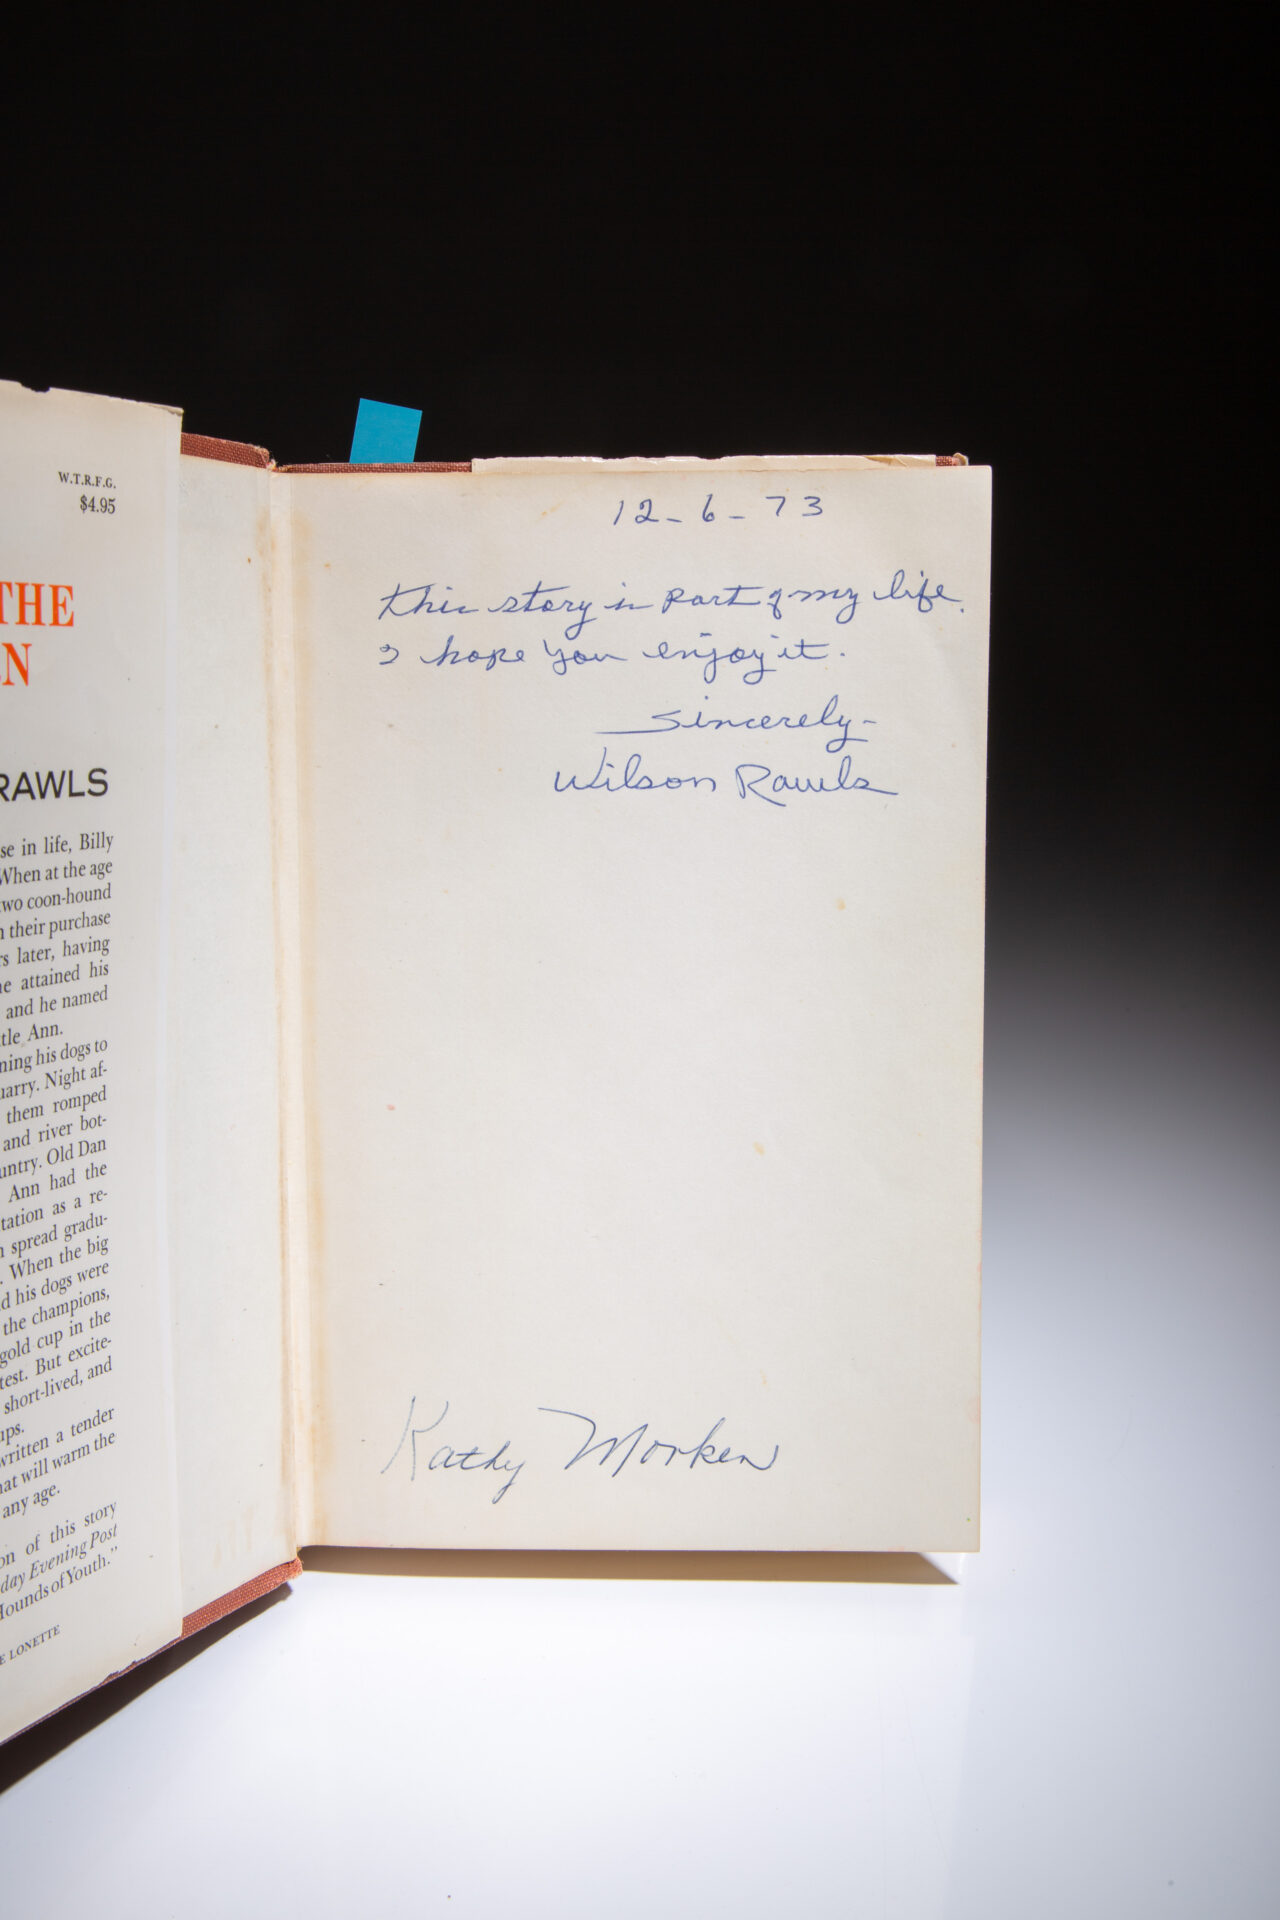 W.T.R.F.G.
$4.95
THE
N
RAWLS
se in life, Billy
When at the age
two coon-hound
n their purchase
rs later, having
he attained his
and he named
tle Ann.
ning his dogs to
uarry. Night af-
them romped
and river bot-
untry. Old Dan
Ann had the
tation as a re-
n spread gradu-
. When the big
d his dogs were
the champions,
gold cup in the
test. But excite-
short-lived, and
ups.
written a tender
hat will warm the
any age.
on of this story
day Evening Post
Hounds of Youth."
E LONETTE
12-6-73
This story is part of my life.
I hope you enjoy it.
Sincerely-
Wilson Rawls
Kathy Morken